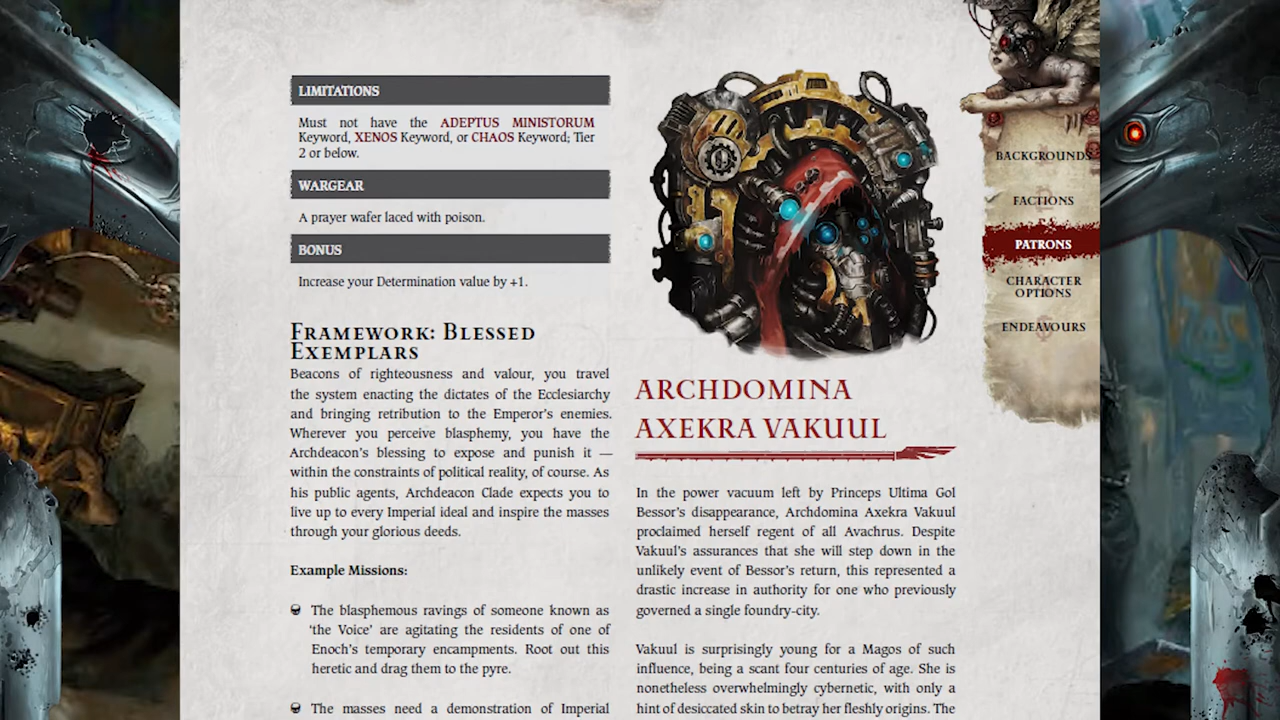 LIMITATIONS
Must not have the ADEPTUS MINISTORUM
Keyword, XENOS Keyword, or CHAOS Keyword; Tier
2 or below.
WARGEAR
A prayer wafer laced with poison.
BONUS
Increase your Determination value by +1.
Framework: Blessed
Exemplars
Beacons of righteousness and valour, you travel
the system enacting the dictates of the Ecclesiarchy
and bringing retribution to the Emperor's enemies.
Wherever you perceive blasphemy, you have the
Archdeacon's blessing to expose and punish it —
within the constraints of political reality, of course. As
his public agents, Archdeacon Clade expects you to
live up to every Imperial ideal and inspire the masses
through your glorious deeds.
Example Missions:
The blasphemous ravings of someone known as
'the Voice' are agitating the residents of one of
Enoch's temporary encampments. Root out this
heretic and drag them to the pyre.
The masses need a demonstration of Imperial
ARCHDOMINA
AXEKRA VAKUUL
In the power vacuum left by Princeps Ultima Gol
Bessor's disappearance, Archdomina Axekra Vakuul
proclaimed herself regent of all Avachrus. Despite
Vakuul's assurances that she will step down in the
unlikely event of Bessor's return, this represented a
drastic increase in authority for one who previously
governed a single foundry-city.
Vakuul is surprisingly young for a Magos of such
influence, being a scant four centuries of age. She is
nonetheless overwhelmingly cybernetic, with only a
hint of desiccated skin to betray her fleshly origins. The
BACKGROUNDS
FACTIONS
PATRONS
CHARACTER
OPTIONS
ENDEAVOURS